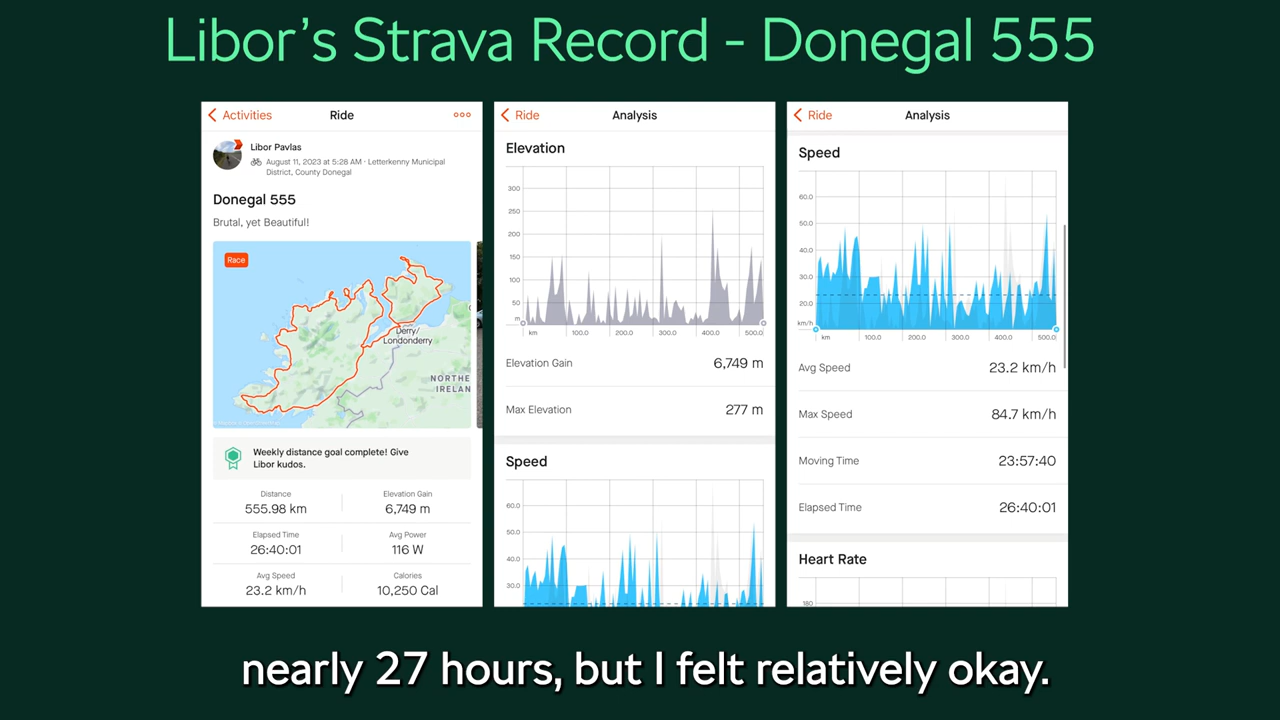 Libor's Strava Record - Donegal 555
Activities
Ride
Libor Pavlas
August 11, 2023 at 5:28 AM · Letterkenny Municipal
District, County Donegal
Donegal 555
Brutal, yet Beautiful!
Race
Derry/
Londonderry
NORTHE
IRELAN
Weekly distance goal complete! Give
Libor kudos.
Distance
555.98 km
Elevation Gain
6,749 m
Elapsed Time
26:40:01
Avg Power
116 W
Avg Speed
23.2 km/h
Calories
10,250 Cal
Ride
Analysis
Elevation
300
250
200
150
100
50
m
km
100.0
200.0
300.0
400.0
500.0
Elevation Gain
6,749 m
Max Elevation
277 m
Speed
60.0
50.0
40.0
30.0
Ride
Analysis
Speed
60.0
50.0
40.0
30.0
20.0
km/h
km
100.0
200.0
300.0
400.0
500.0
Avg Speed
23.2 km/h
Max Speed
84.7 km/h
Moving Time
23:57:40
Elapsed Time
26:40:01
Heart Rate
180
nearly 27 hours, but I felt relatively okay.